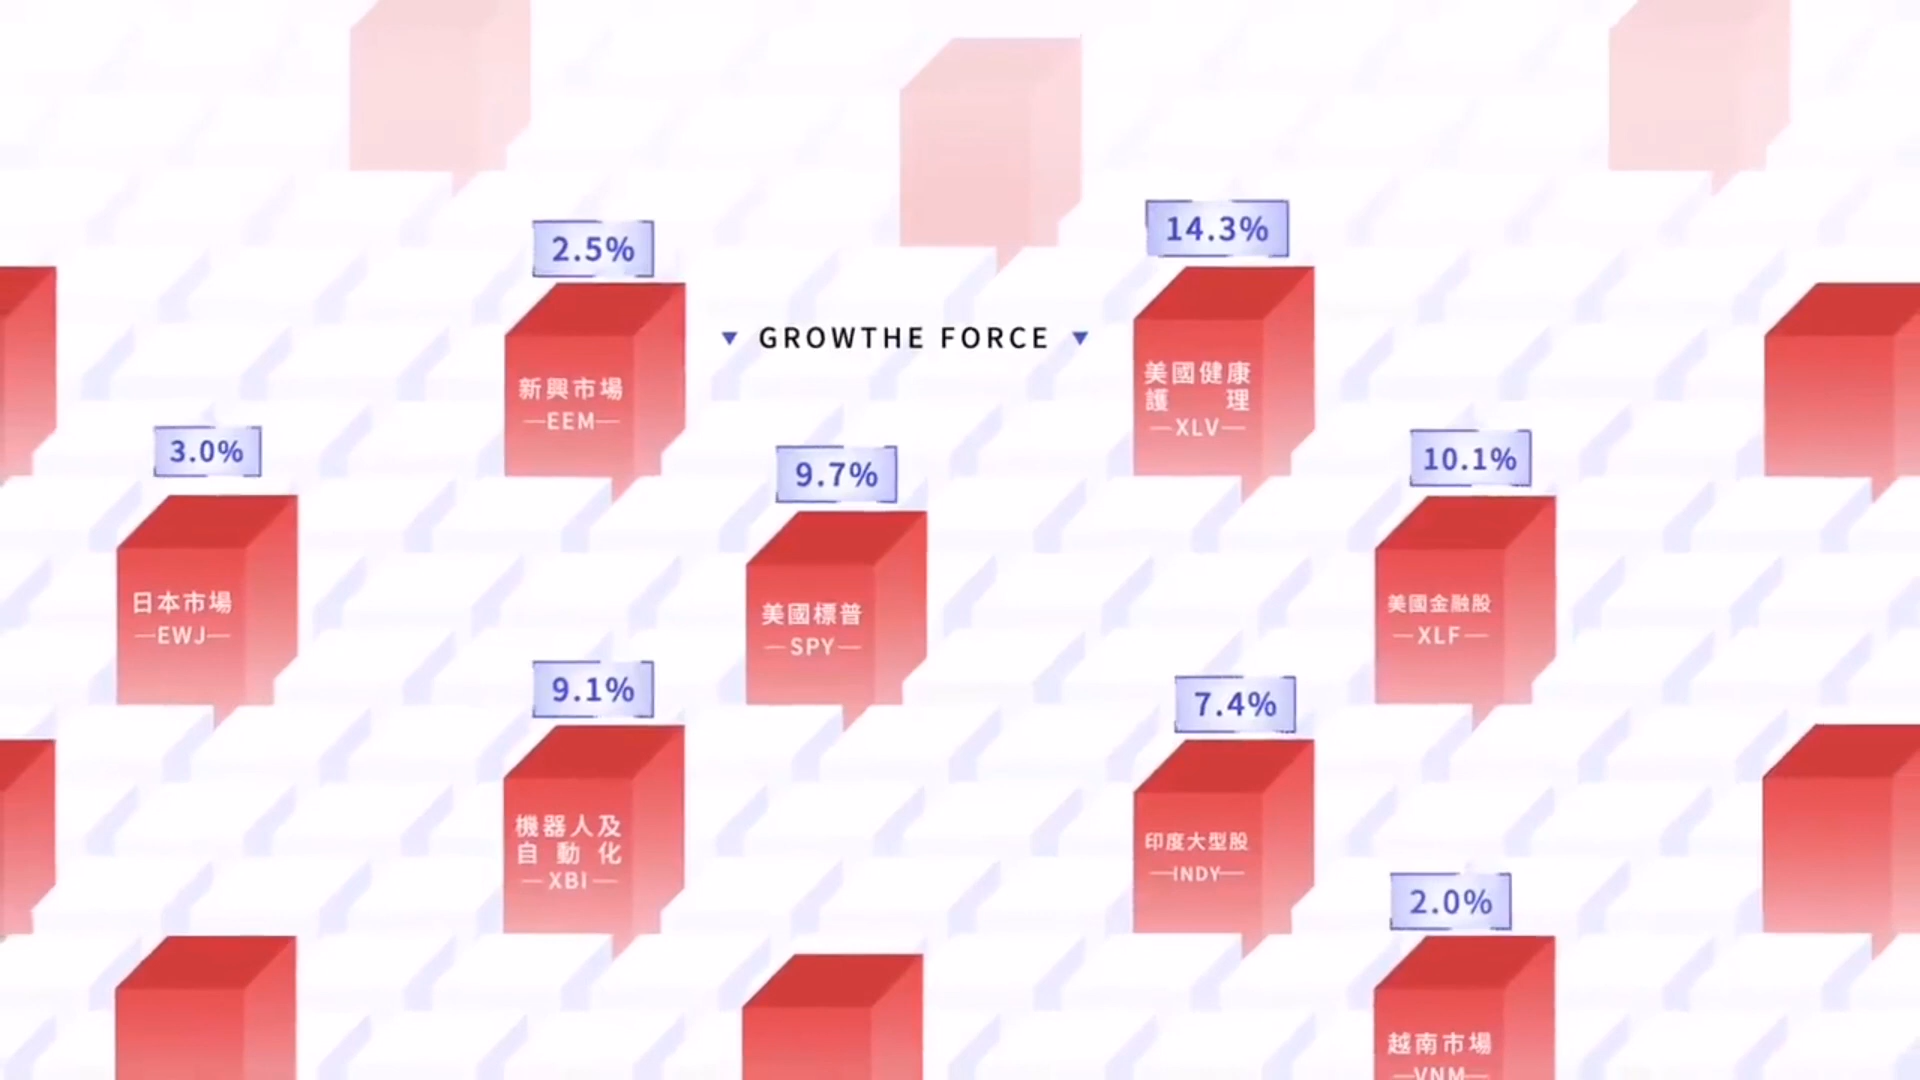 14.3%
2.5%
▼ GROWTHE FORCE ▼
美國健康
護理
—XLV—
新興市場
—EEM—
3.0%
10.1%
9.7%
日本市場
—EWJ—
美國標普
—SPY—
美國金融股
—XLF—
9.1%
7.4%
機器人及
自動化
—XBI—
印度大型股
—INDY—
2.0%
越南市場
—VNM—